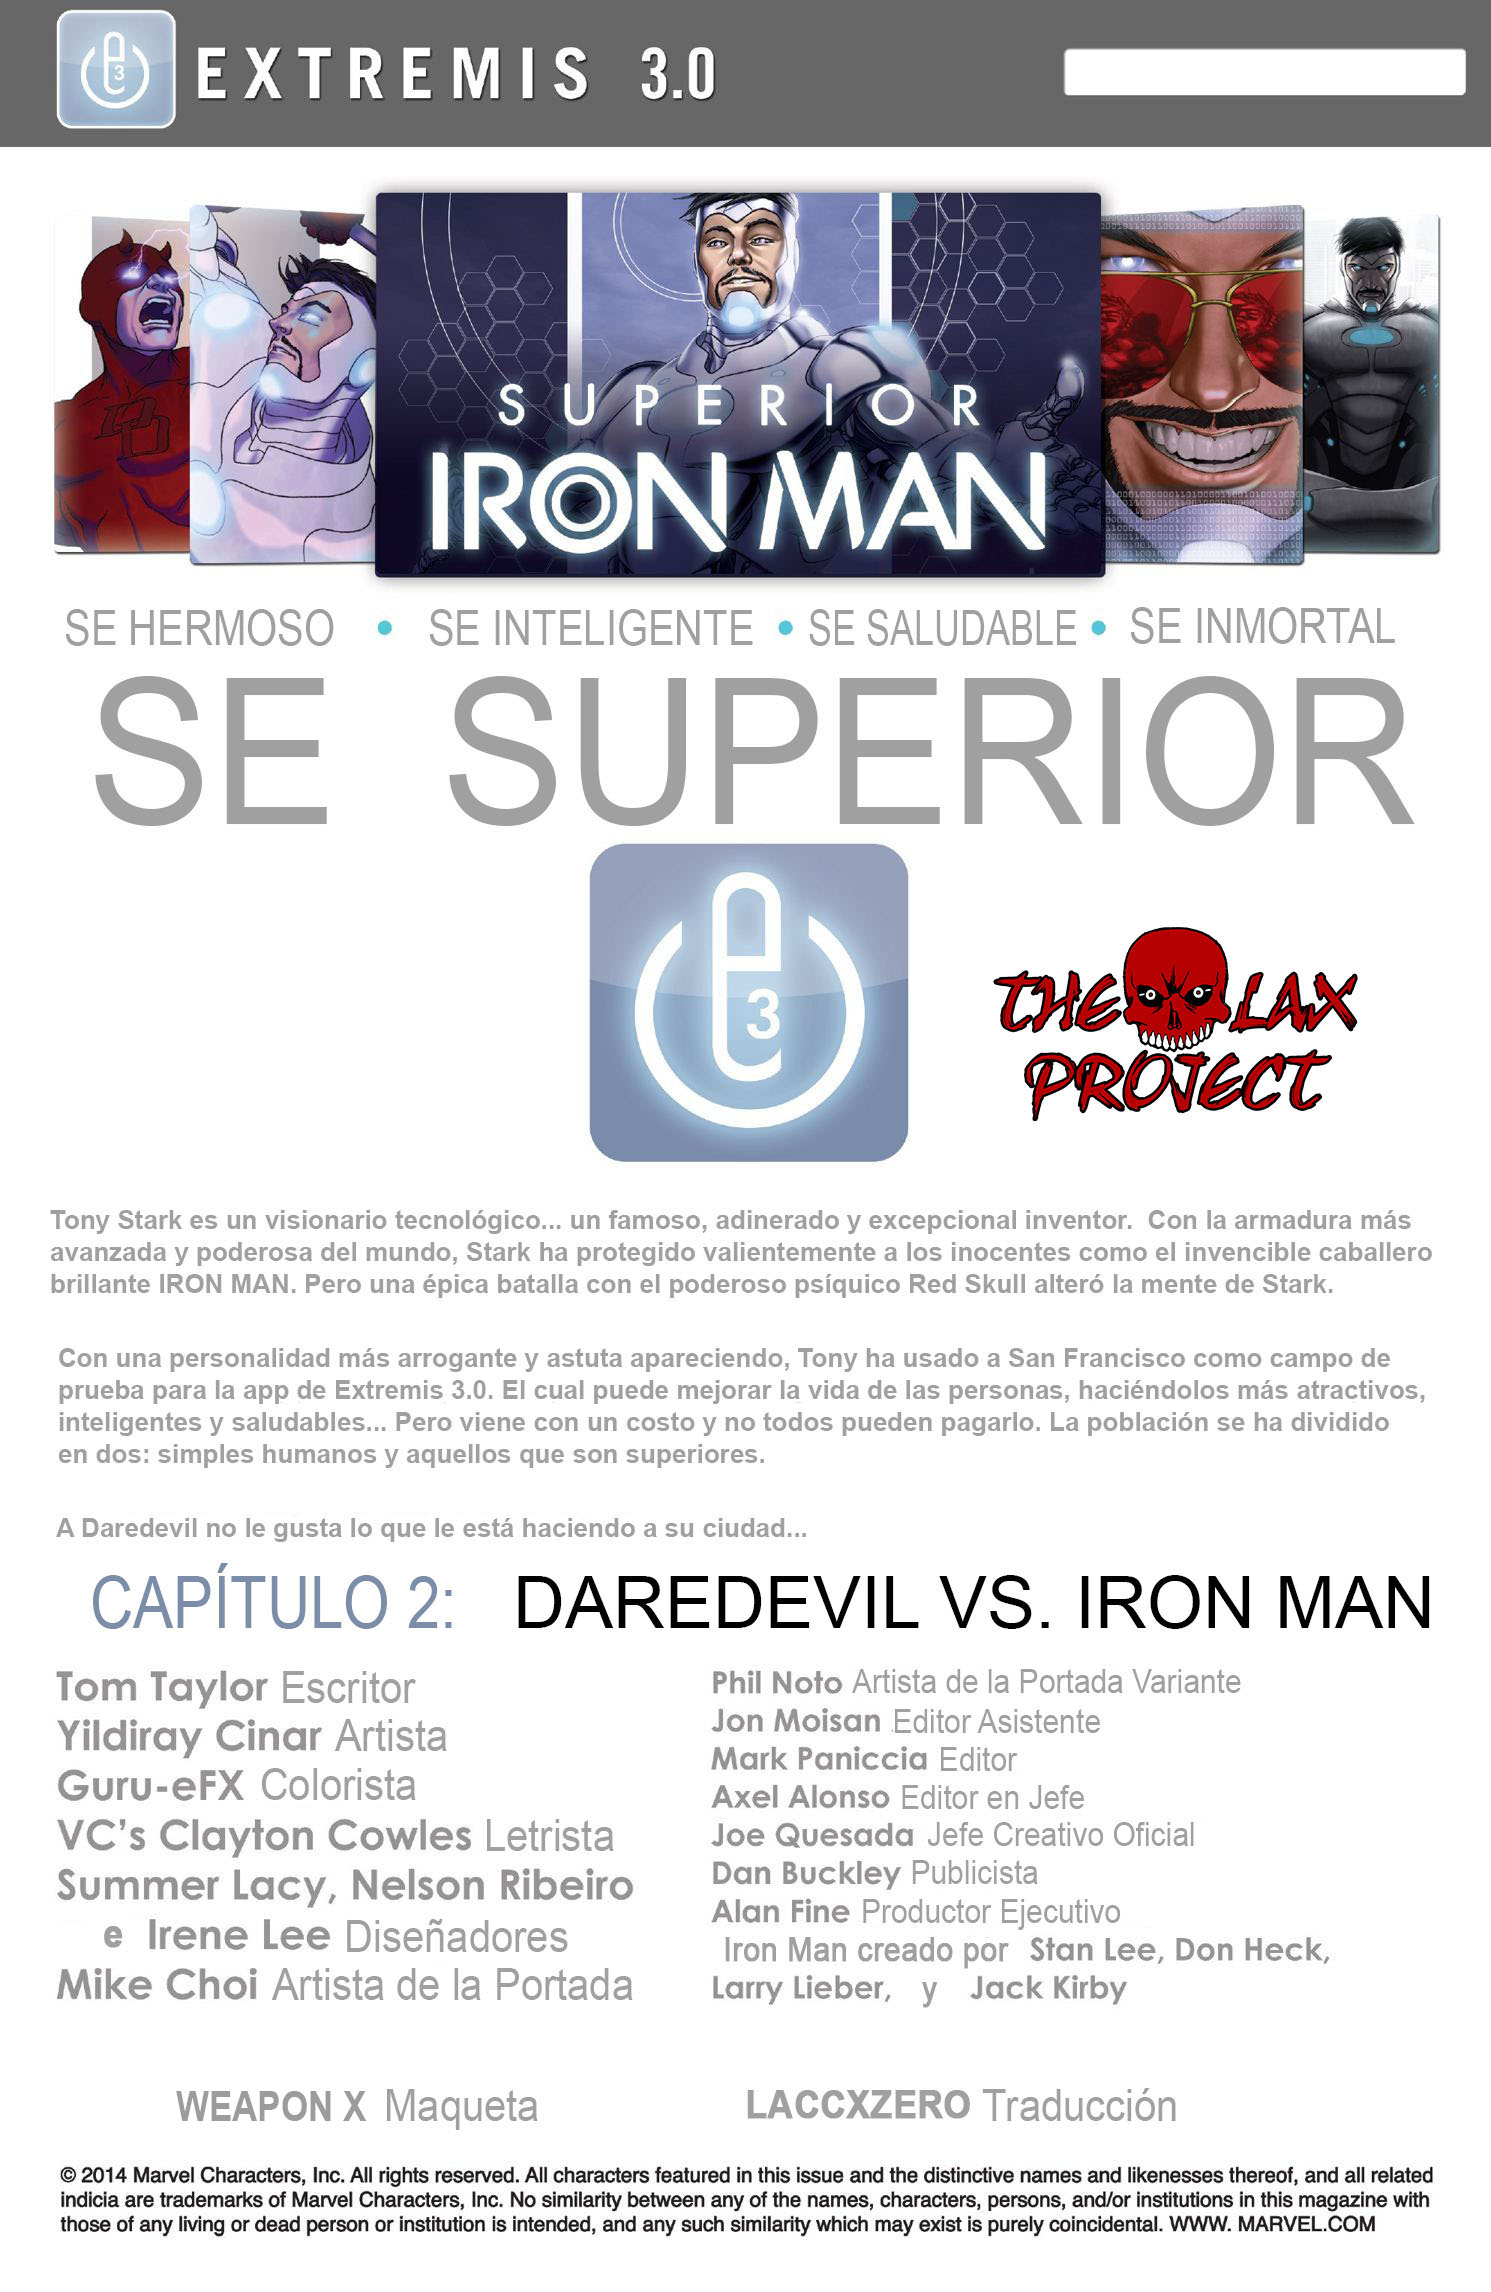 EXTREMIS 3.0
SUPERIOR
IRON MAN
SE HERMOSO • SE INTELIGENTE • SE SALUDABLE • SE INMORTAL
SE SUPERIOR
3
THE LAX
PROJECT
Tony Stark es un visionario tecnológico... un famoso, adinerado y excepcional inventor. Con la armadura más
avanzada y poderosa del mundo, Stark ha protegido valientemente a los inocentes como el invencible caballero
brillante IRON MAN. Pero una épica batalla con el poderoso psíquico Red Skull alteró la mente de Stark.
Con una personalidad más arrogante y astuta apareciendo, Tony ha usado a San Francisco como campo de
prueba para la app de Extremis 3.0. El cual puede mejorar la vida de las personas, haciéndolos más atractivos,
inteligentes y saludables... Pero viene con un costo y no todos pueden pagarlo. La población se ha dividido
en dos: simples humanos y aquellos que son superiores.
A Daredevil no le gusta lo que le está haciendo a su ciudad...
CAPÍTULO 2: DAREDEVIL VS. IRON MAN
Tom Taylor Escritor
Yildiray Cinar Artista
Guru-eFX Colorista
VC's Clayton Cowles Letrista
Summer Lacy, Nelson Ribeiro
e Irene Lee Diseñadores
Mike Choi Artista de la Portada
Phil Noto Artista de la Portada Variante
Jon Moisan Editor Asistente
Mark Paniccia Editor
Axel Alonso Editor en Jefe
Joe Quesada Jefe Creativo Oficial
Dan Buckley Publicista
Alan Fine Productor Ejecutivo
Iron Man creado por Stan Lee, Don Heck,
Larry Lieber, y Jack Kirby
WEAPON X Maqueta
LACCXZERO Traducción
© 2014 Marvel Characters, Inc. All rights reserved. All characters featured in this issue and the distinctive names and likenesses thereof, and all related
indicia are trademarks of Marvel Characters, Inc. No similarity between any of the names, characters, persons, and/or institutions in this magazine with
those of any living or dead person or institution is intended, and any such similarity which may exist is purely coincidental. WWW. MARVEL.COM